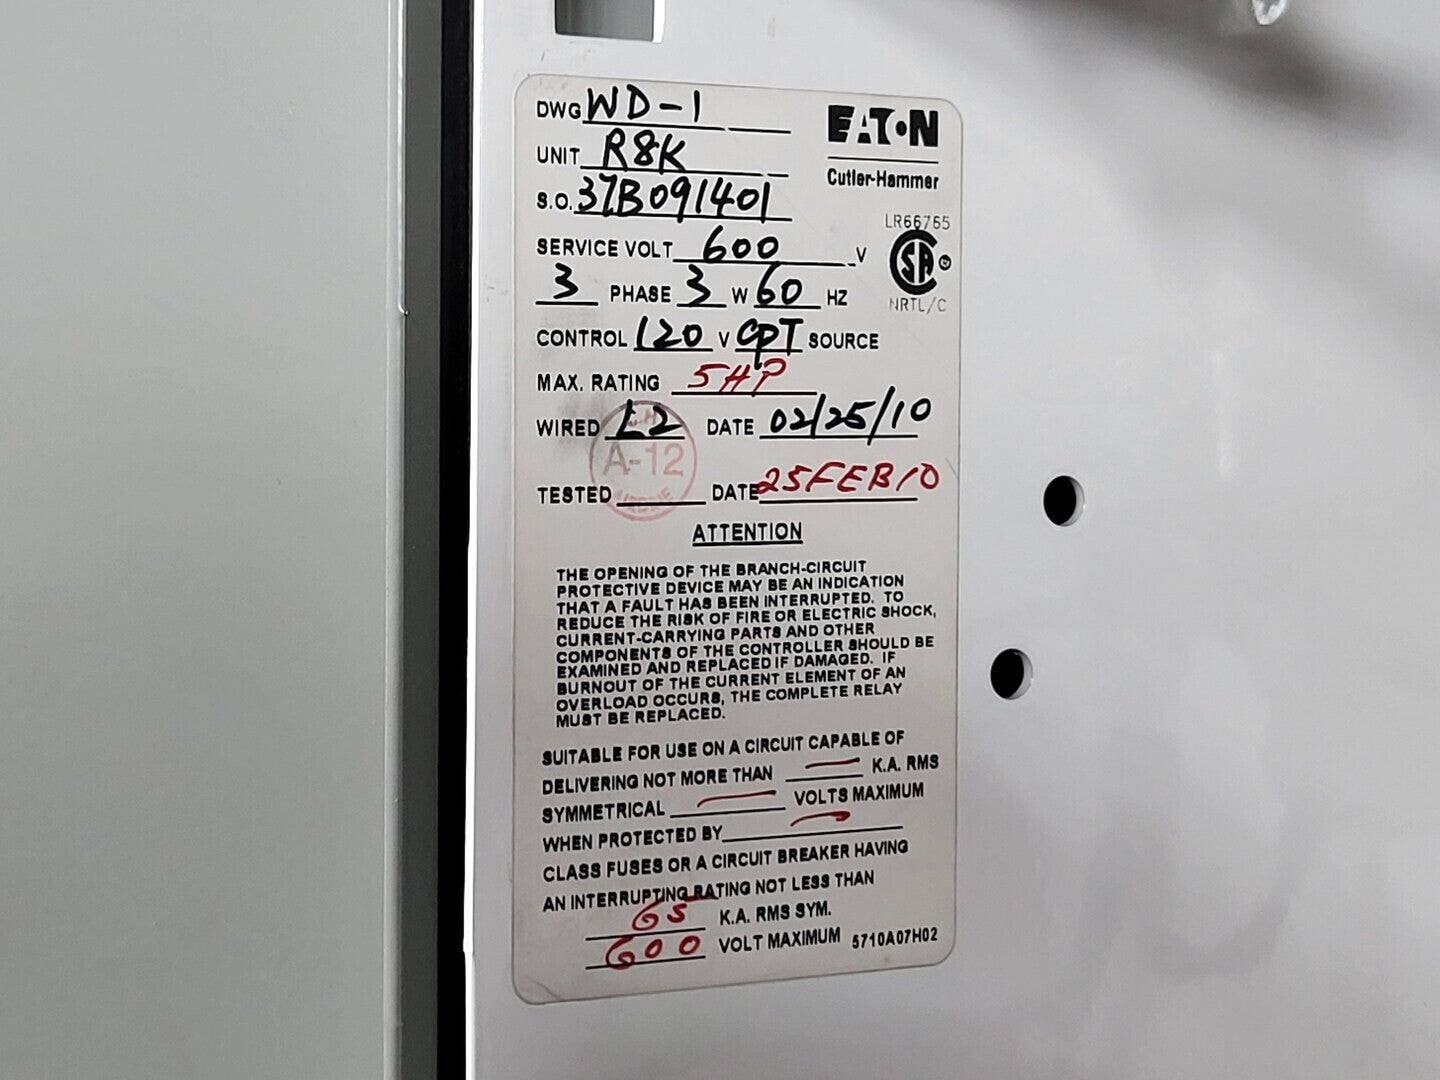 DWG WD-1
EATON
UNIT R8K
Cutler-Hammer
S.O. 37B091401
LR66765
SERVICE VOLT 600 V
SA
NRTL/C
3 PHASE 3 W 60 HZ
CONTROL 120 V CPT SOURCE
MAX. RATING 5HP
WIRED L2 DATE 02/25/10
A-12
TESTED DATE 25FEB10
ATTENTION
THE OPENING OF THE BRANCH-CIRCUIT
PROTECTIVE DEVICE MAY BE AN INDICATION
THAT A FAULT HAS BEEN INTERRUPTED. TO
REDUCE THE RISK OF FIRE OR ELECTRIC SHOCK,
CURRENT-CARRYING PARTS AND OTHER
COMPONENTS OF THE CONTROLLER SHOULD BE
EXAMINED AND REPLACED IF DAMAGED. IF
BURNOUT OF THE CURRENT ELEMENT OF AN
OVERLOAD OCCURS, THE COMPLETE RELAY
MUST BE REPLACED.
SUITABLE FOR USE ON A CIRCUIT CAPABLE OF
DELIVERING NOT MORE THAN — K.A. RMS
SYMMETRICAL — VOLTS MAXIMUM
WHEN PROTECTED BY —
CLASS FUSES OR A CIRCUIT BREAKER HAVING
AN INTERRUPTING RATING NOT LESS THAN
65 K.A. RMS SYM.
600 VOLT MAXIMUM 5710A07H02